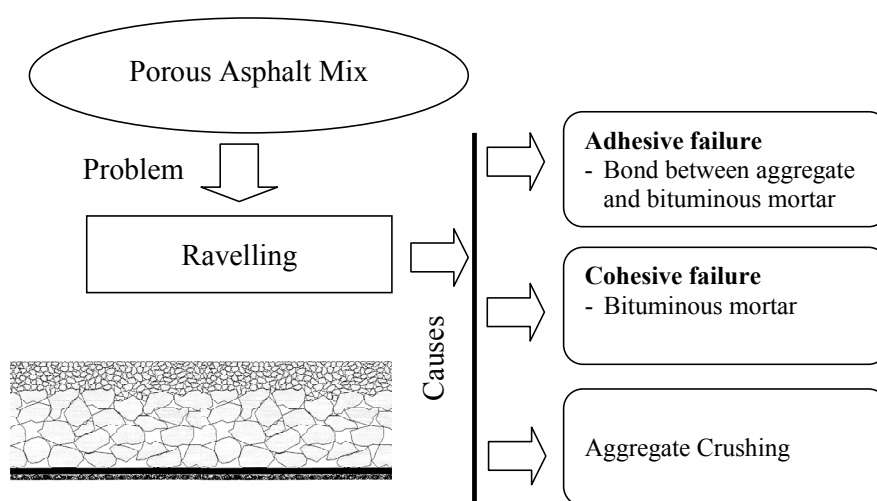 Porous Asphalt Mix
Problem
Ravelling
Causes
Adhesive failure
- Bond between aggregate
and bituminous mortar
Cohesive failure
- Bituminous mortar
Aggregate Crushing